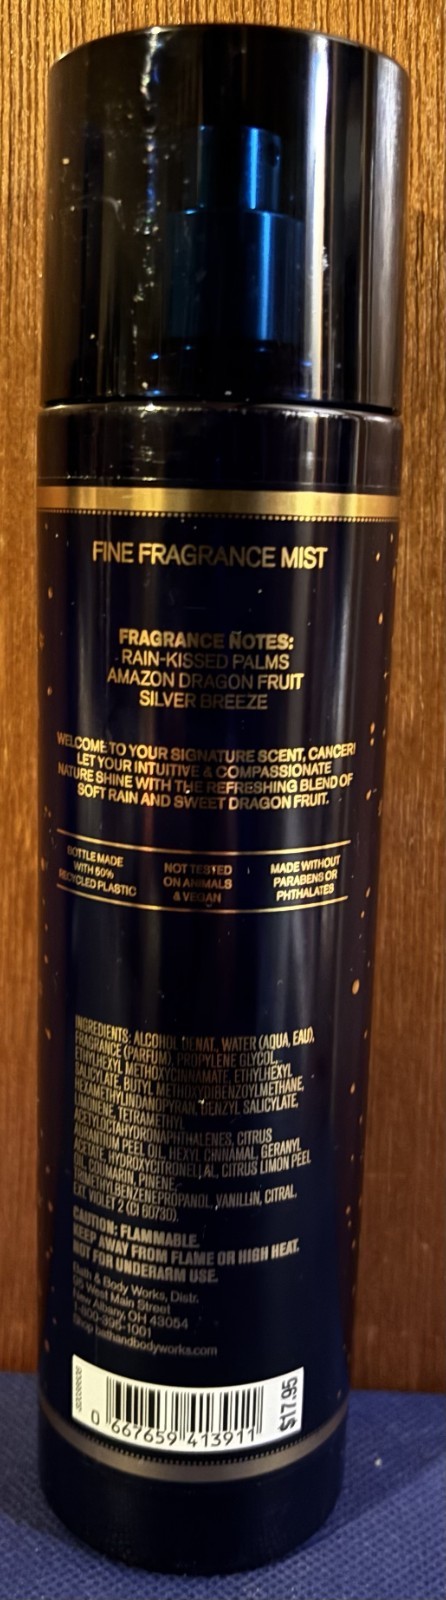 FINE FRAGRANCE MIST
FRAGRANCE NOTES:
RAIN-KISSED PALMS
AMAZON DRAGON FRUIT
SILVER BREEZE
WELCOME TO YOUR SIGNATURE SCENT, CANCER!
LET YOUR INTUITIVE & COMPASSIONATE
NATURE SHINE WITH THE REFRESHING BLEND OF
SOFT RAIN AND SWEET DRAGON FRUIT.
BOTTLE MADE
WITH 50%
RECYCLED PLASTIC
NOT TESTED
ON ANIMALS
& VEGAN
MADE WITHOUT
PARABENS OR
PHTHALATES
INGREDIENTS: ALCOHOL DENAT., WATER (AQUA, EAU),
FRAGRANCE (PARFUM), PROPYLENE GLYCOL,
ETHYLHEXYL METHOXYCINNAMATE, ETHYLHEXYL
SALICYLATE, BUTYL METHOXYDIBENZOYLMETHANE,
HEXAMETHYLINDANOPYRAN, BENZYL SALICYLATE,
LIMONENE, TETRAMETHYL
ACETYLOCTAHYDRONAPHTHALENES, CITRUS
AURANTIUM PEEL OIL, HEXYL CINNAMAL, GERANYL
ACETATE, HYDROXYCITRONELLAL, CITRUS LIMON PEEL
OIL, COUMARIN, PINENE,
TRIMETHYLBENZENEPROPANOL, VANILLIN, CITRAL,
EXT. VIOLET 2 (CI 60730).
CAUTION: FLAMMABLE.
KEEP AWAY FROM FLAME OR HIGH HEAT.
NOT FOR UNDERARM USE.
Bath & Body Works, Distr.
95 West Main Street
New Albany, OH 43054
1-800-395-1001
Shop bathandbodyworks.com
0 667659 413911
$17.95